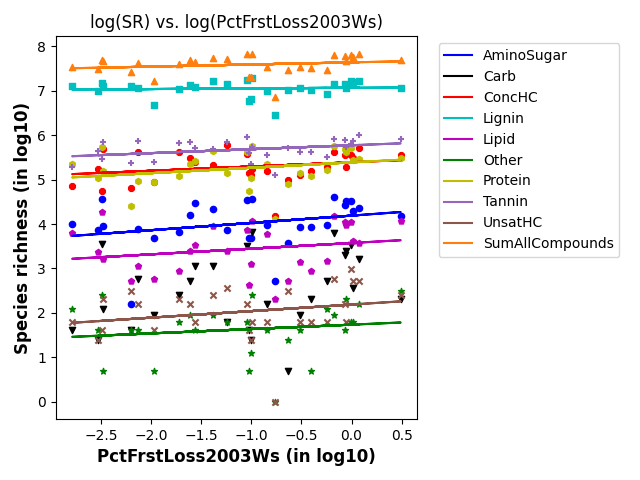 log(SR) vs. log(PctFrstLoss2003Ws)
Species richness (in log10)
8
7
6
5
4
3
2
1
0
−2.5
−2.0
−1.5
−1.0
−0.5
0.0
0.5
PctFrstLoss2003Ws (in log10)
AminoSugar
Carb
ConcHC
Lignin
Lipid
Other
Protein
Tannin
UnsatHC
SumAllCompounds